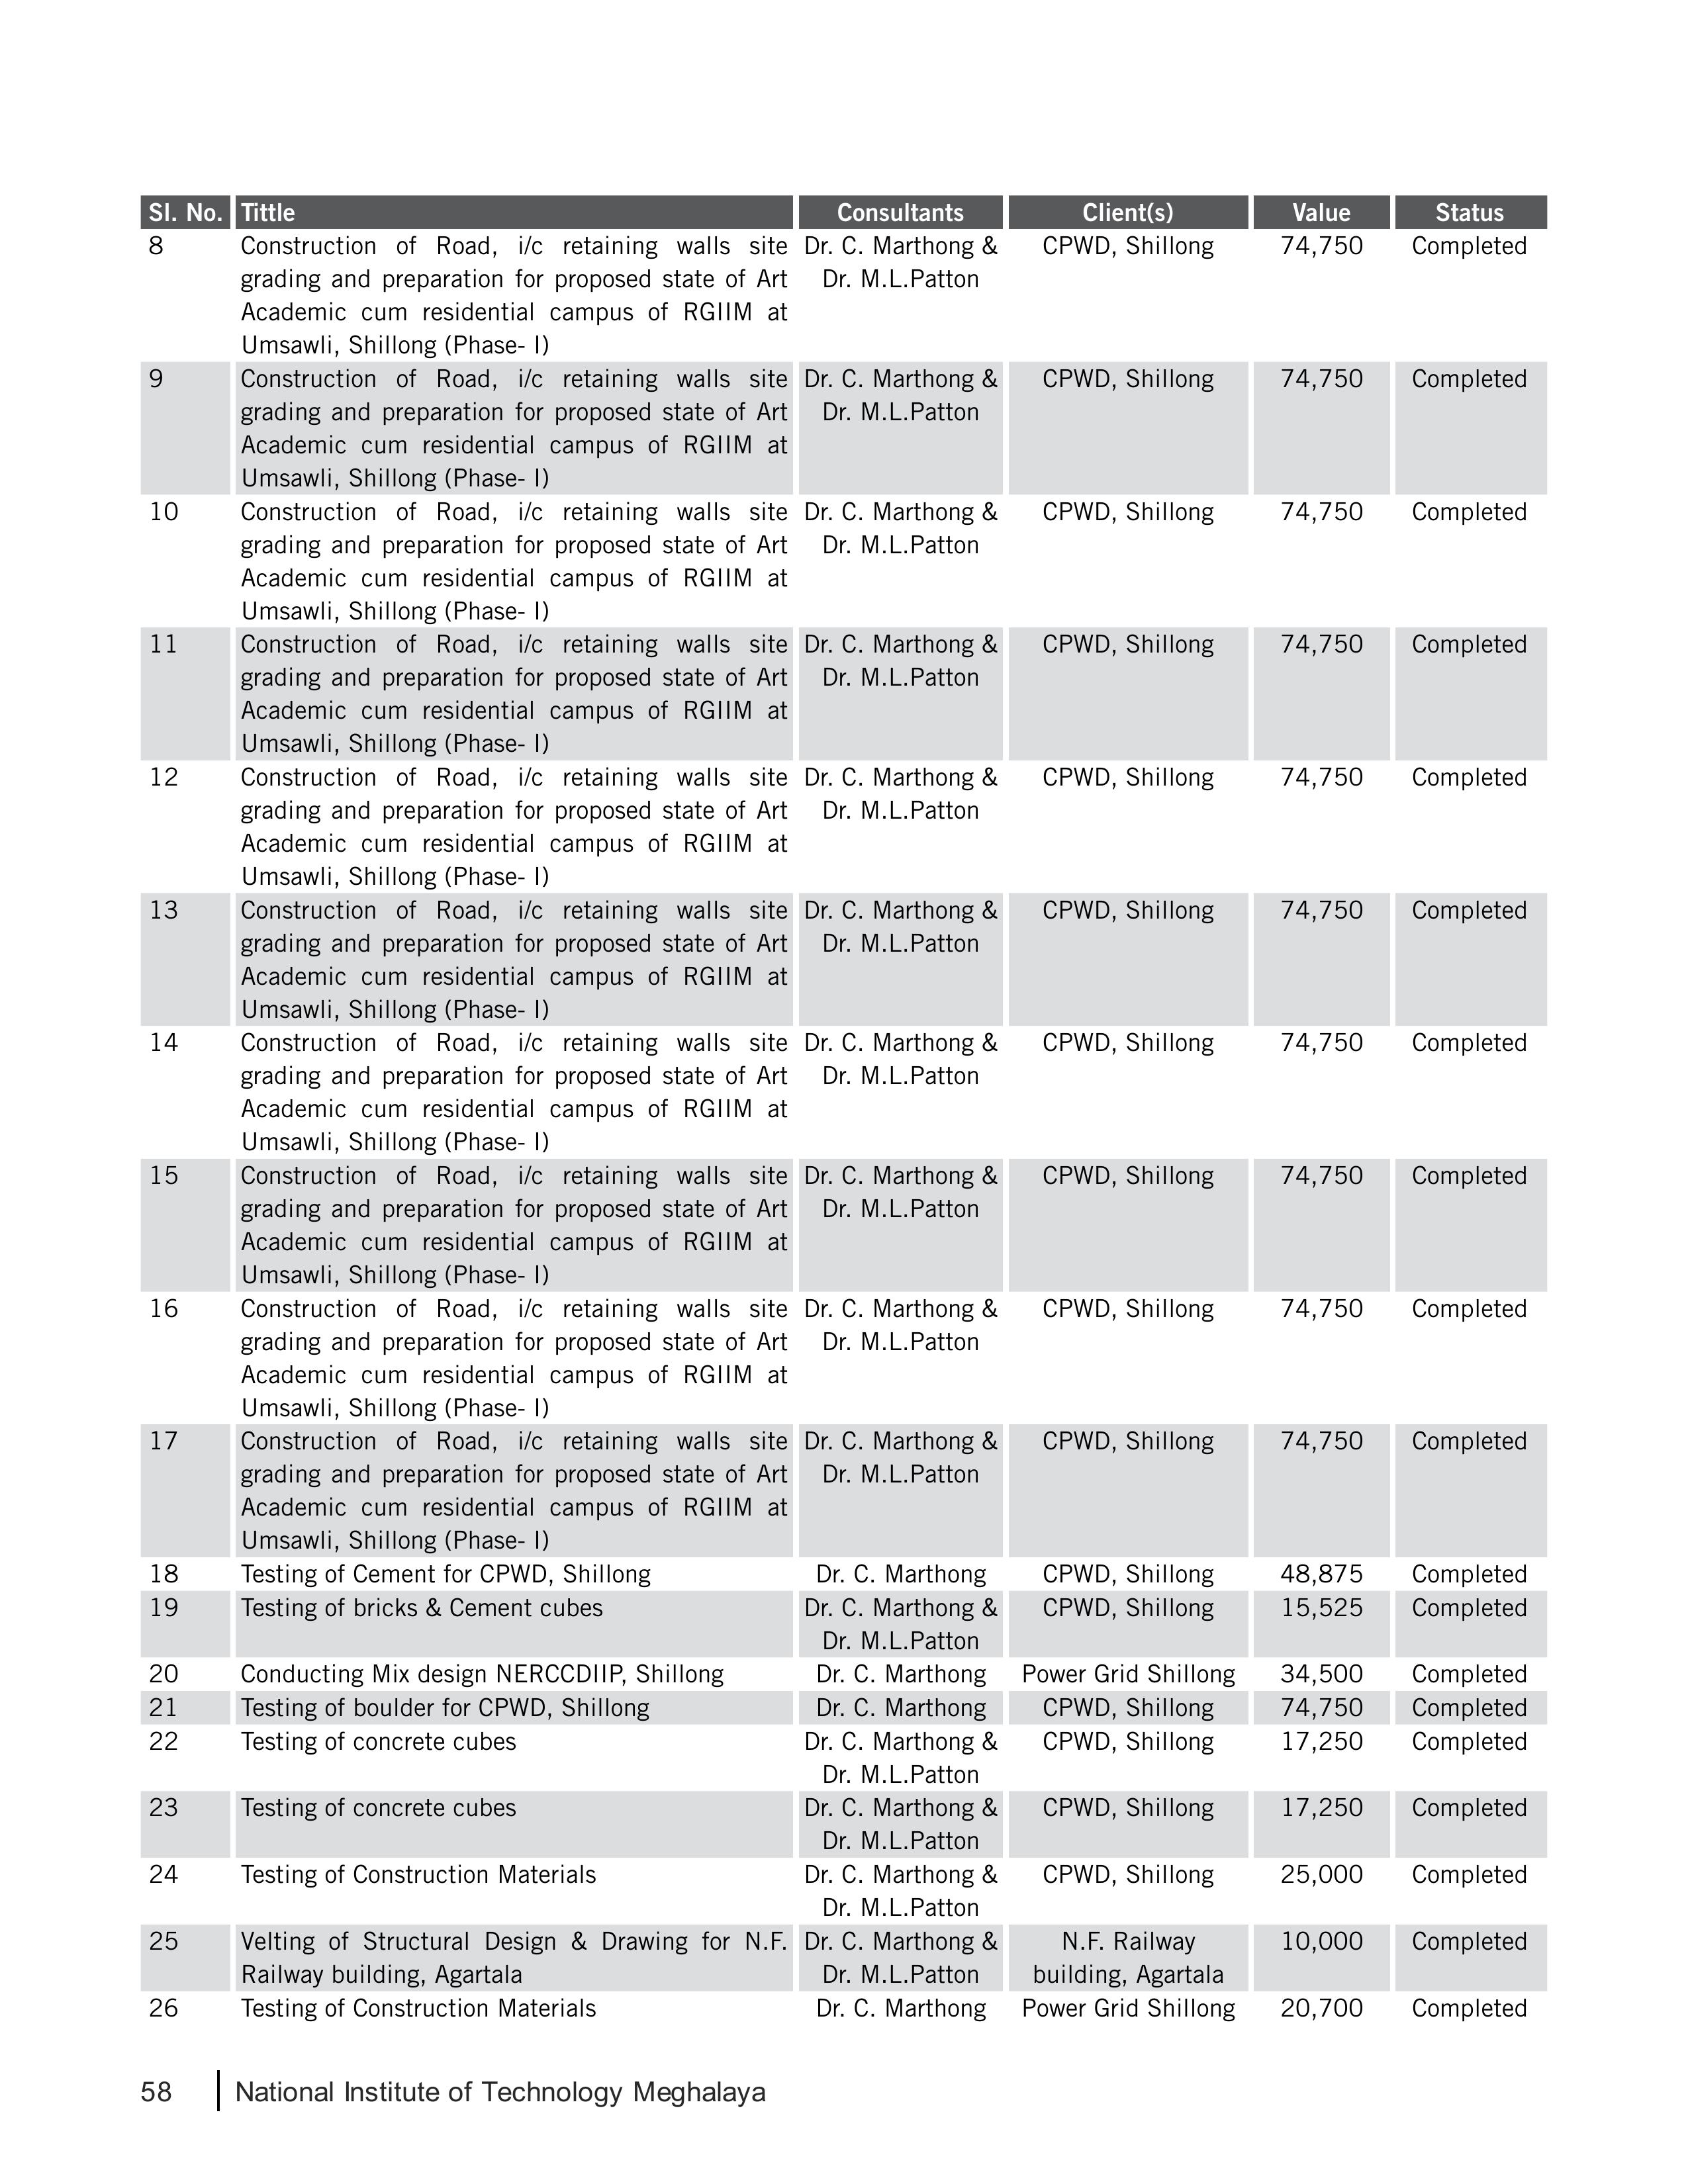 Sl. No. Tittle Consultants Client(s) Value Status
8 Construction of Road, i/c retaining walls site Dr. C. Marthong & CPWD, Shillong 74,750 Completed
grading and preparation for proposed state of Art Dr. M.L.Patton
Academic cum residential campus of RGIIM at
Umsawli, Shillong (Phase- I)
9 Construction of Road, i/c retaining walls site Dr. C. Marthong & CPWD, Shillong 74,750 Completed
grading and preparation for proposed state of Art Dr. M.L.Patton
Academic cum residential campus of RGIIM at
Umsawli, Shillong (Phase- I)
10 Construction of Road, i/c retaining walls site Dr. C. Marthong & CPWD, Shillong 74,750 Completed
grading and preparation for proposed state of Art Dr. M.L.Patton
Academic cum residential campus of RGIIM at
Umsawli, Shillong (Phase- I)
11 Construction of Road, i/c retaining walls site Dr. C. Marthong & CPWD, Shillong 74,750 Completed
grading and preparation for proposed state of Art Dr. M.L.Patton
Academic cum residential campus of RGIIM at
Umsawli, Shillong (Phase- I)
12 Construction of Road, i/c retaining walls site Dr. C. Marthong & CPWD, Shillong 74,750 Completed
grading and preparation for proposed state of Art Dr. M.L.Patton
Academic cum residential campus of RGIIM at
Umsawli, Shillong (Phase- I)
13 Construction of Road, i/c retaining walls site Dr. C. Marthong & CPWD, Shillong 74,750 Completed
grading and preparation for proposed state of Art Dr. M.L.Patton
Academic cum residential campus of RGIIM at
Umsawli, Shillong (Phase- I)
14 Construction of Road, i/c retaining walls site Dr. C. Marthong & CPWD, Shillong 74,750 Completed
grading and preparation for proposed state of Art Dr. M.L.Patton
Academic cum residential campus of RGIIM at
Umsawli, Shillong (Phase- I)
15 Construction of Road, i/c retaining walls site Dr. C. Marthong & CPWD, Shillong 74,750 Completed
grading and preparation for proposed state of Art Dr. M.L.Patton
Academic cum residential campus of RGIIM at
Umsawli, Shillong (Phase- I)
16 Construction of Road, i/c retaining walls site Dr. C. Marthong & CPWD, Shillong 74,750 Completed
grading and preparation for proposed state of Art Dr. M.L.Patton
Academic cum residential campus of RGIIM at
Umsawli, Shillong (Phase- I)
17 Construction of Road, i/c retaining walls site Dr. C. Marthong & CPWD, Shillong 74,750 Completed
grading and preparation for proposed state of Art Dr. M.L.Patton
Academic cum residential campus of RGIIM at
Umsawli, Shillong (Phase- I)
18 Testing of Cement for CPWD, Shillong Dr. C. Marthong CPWD, Shillong 48,875 Completed
19 Testing of bricks & Cement cubes Dr. C. Marthong & CPWD, Shillong 15,525 Completed
Dr. M.L.Patton
20 Conducting Mix design NERCCDIIP, Shillong Dr. C. Marthong Power Grid Shillong 34,500 Completed
21 Testing of boulder for CPWD, Shillong Dr. C. Marthong CPWD, Shillong 74,750 Completed
22 Testing of concrete cubes Dr. C. Marthong & CPWD, Shillong 17,250 Completed
Dr. M.L.Patton
23 Testing of concrete cubes Dr. C. Marthong & CPWD, Shillong 17,250 Completed
Dr. M.L.Patton
24 Testing of Construction Materials Dr. C. Marthong & CPWD, Shillong 25,000 Completed
Dr. M.L.Patton
25 Velting of Structural Design & Drawing for N.F. Dr. C. Marthong & N.F. Railway 10,000 Completed
Railway building, Agartala Dr. M.L.Patton building, Agartala
26 Testing of Construction Materials Dr. C. Marthong Power Grid Shillong 20,700 Completed
58 National Institute of Technology Meghalaya